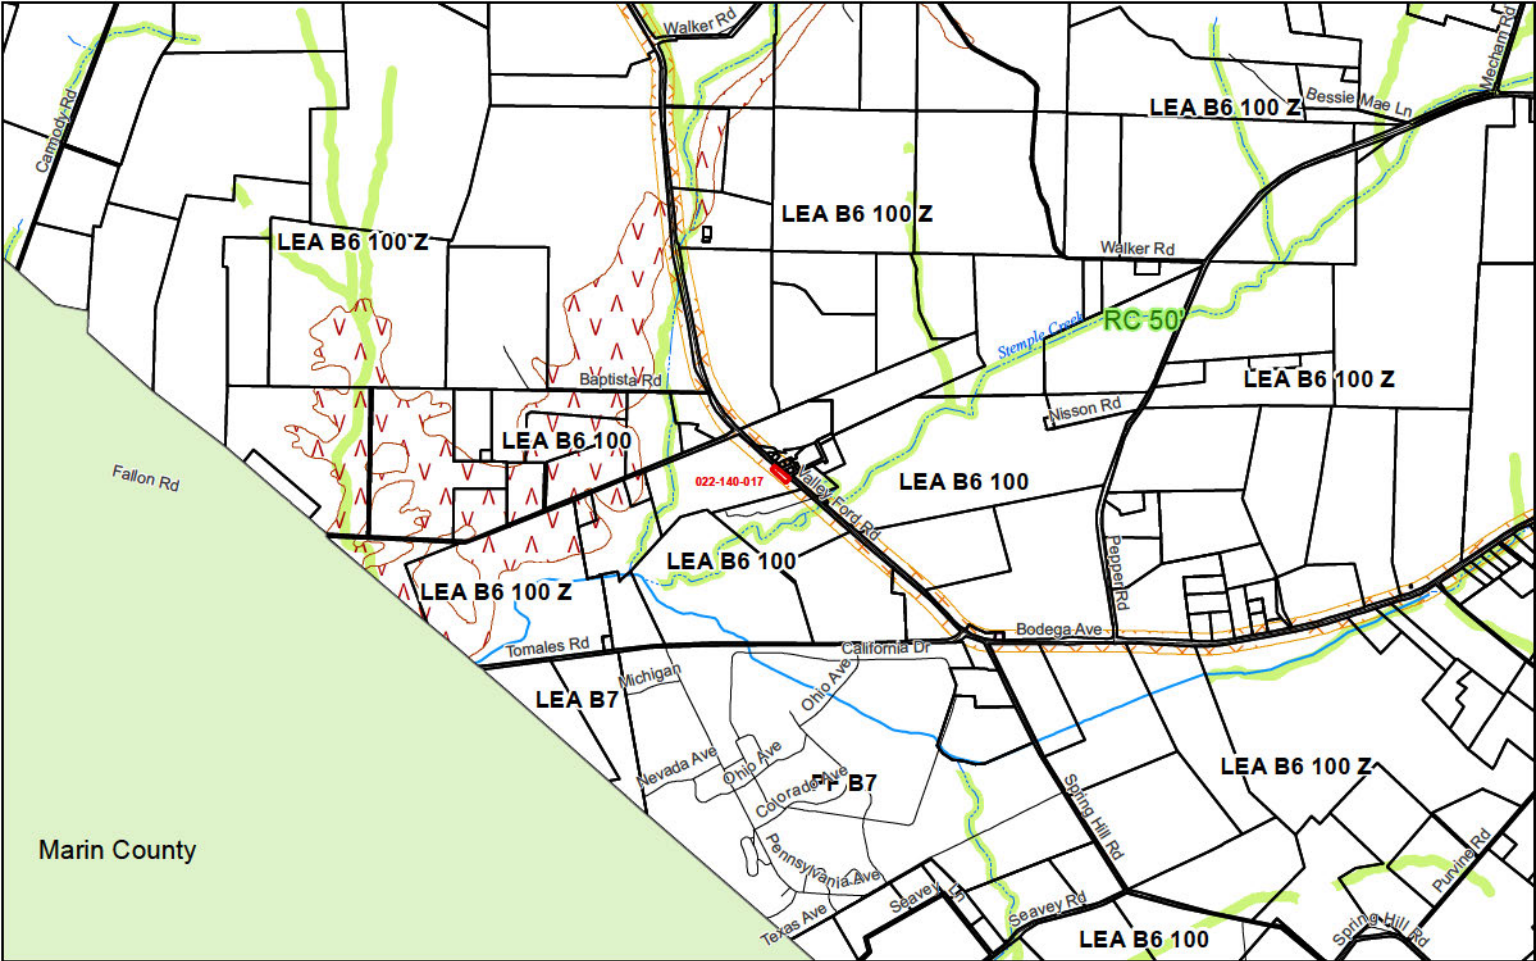 Walker Rd
Mecham Rd
Bessie Mae Ln
LEA B6 100 Z
Carmody Rd
LEA B6 100 Z
LEA B6 100 Z
Walker Rd
RC 50'
Stemple Creek
Baptista Rd
LEA B6 100 Z
Nisson Rd
LEA B6 100
022-140-017
Valley Ford Rd
LEA B6 100
Fallon Rd
LEA B6 100
Pepper Rd
LEA B6 100 Z
Bodega Ave
Tomales Rd
California Dr
Michigan
Ohio Ave
LEA B7
Nevada Ave
Ohio Ave
Colorado Ave
PF B7
LEA B6 100 Z
Spring Hill Rd
Marin County
Pennsylvania Ave
Purvine Rd
Seavey Ln
Seavey Rd
Texas Ave
Spring Hill Rd
LEA B6 100